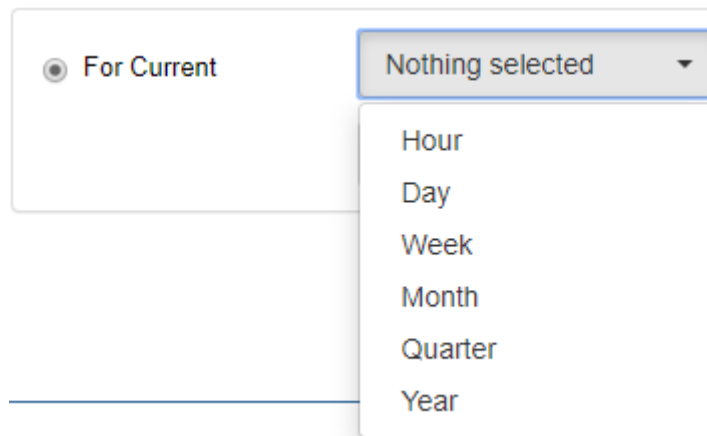 For Current
Nothing selected
Hour
Day
Week
Month
Quarter
Year